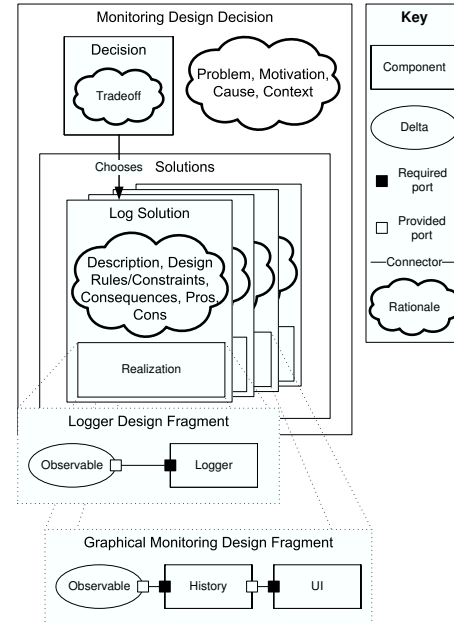 Monitoring Design Decision
Decision
Tradeoff
Problem, Motivation,
Cause, Context
Chooses
Solutions
Log Solution
Description, Design
Rules/Constraints,
Consequences, Pros,
Cons
Realization
Logger Design Fragment
Observable
Logger
Graphical Monitoring Design Fragment
Observable
History
UI
Key
Component
Delta
Required
port
Provided
port
Connector
Rationale